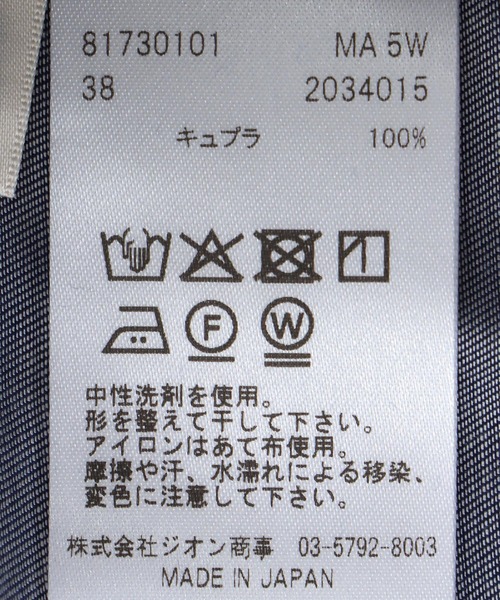 81730101 MA 5W
38 2034015
キュプラ 100%
F W
中性洗剤を使用。
形を整えて干して下さい。
アイロンはあて布使用。
摩擦や汗、水濡れによる移染、
変色に注意して下さい。
株式会社ジオン商事 03-5792-8003
MADE IN JAPAN